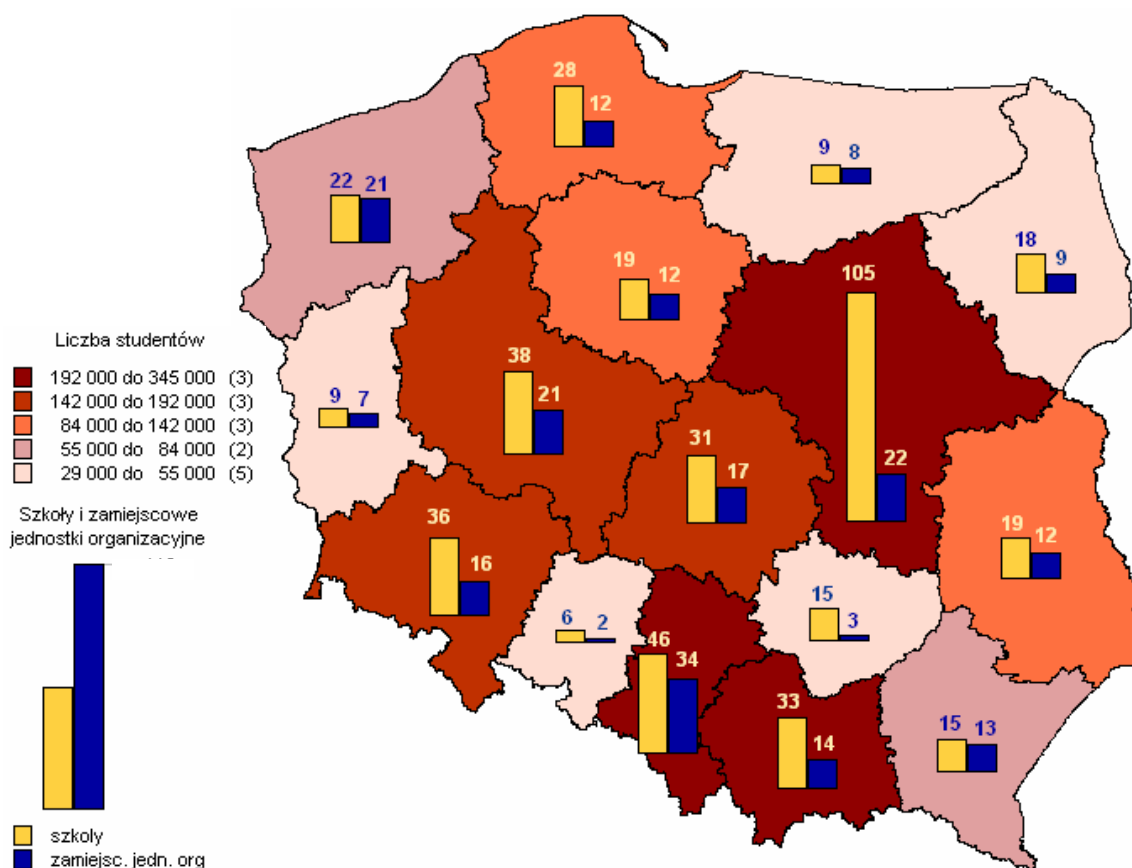 28
12
9 8
22 21
18
9
19
12
105
22
Liczba studentów
192 000 do 345 000 (3)
142 000 do 192 000 (3)
84 000 do 142 000 (3)
55 000 do 84 000 (2)
29 000 do 55 000 (5)
38
21
9 7
31
17
Szkoły i zamiejscowe
jednostki organizacyjne
36
16
19
12
6 2
15
3
46
34
33
14
15 13
szkoly
zamiejsc. jedn. org